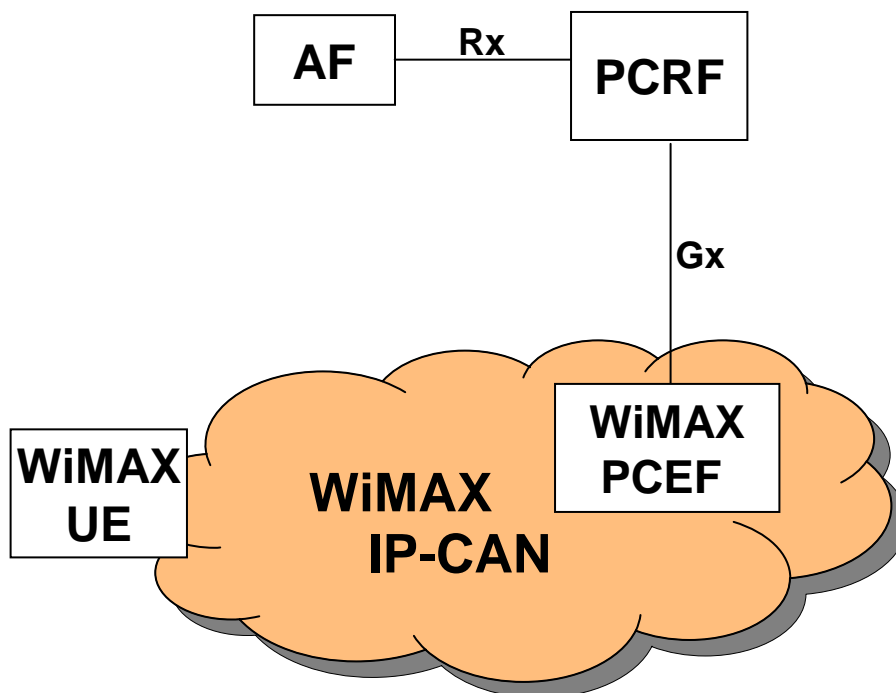 AF
Rx
PCRF
Gx
WiMAX
PCEF
WiMAX
UE
WiMAX
IP-CAN